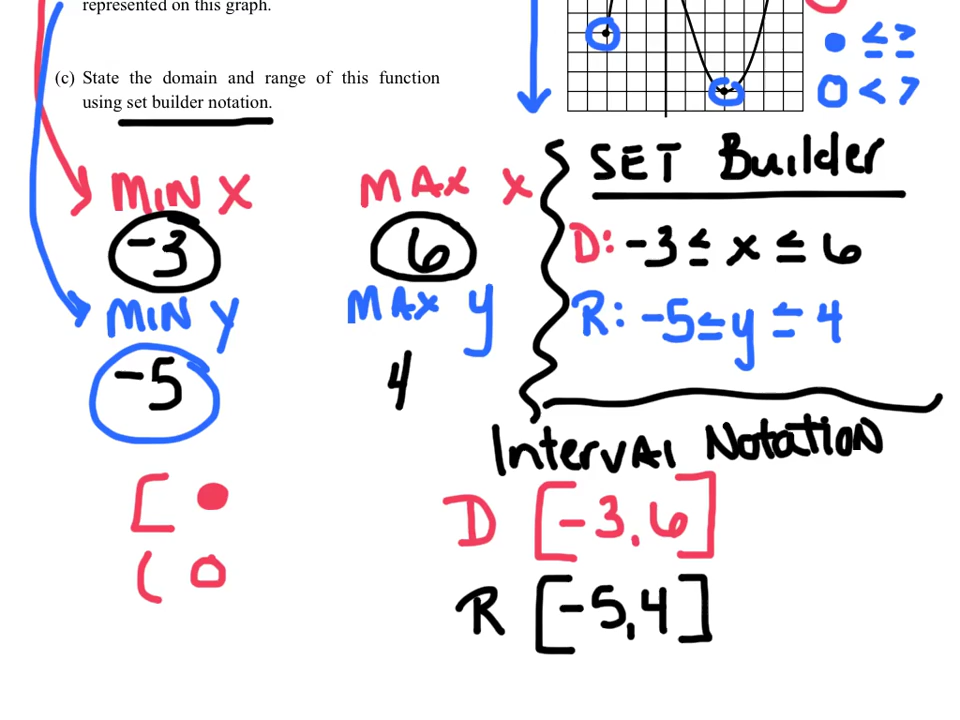 represented on this graph.
(c) State the domain and range of this function
using set builder notation.
≤ ≥
< >
MIN X
MAX X
-3
6
MIN Y
MAX y
-5
4
SET Builder
D: -3 ≤ x ≤ 6
R: -5 ≤ y ≤ 4
Interval Notation
[
(
D [-3,6]
R [-5,4]